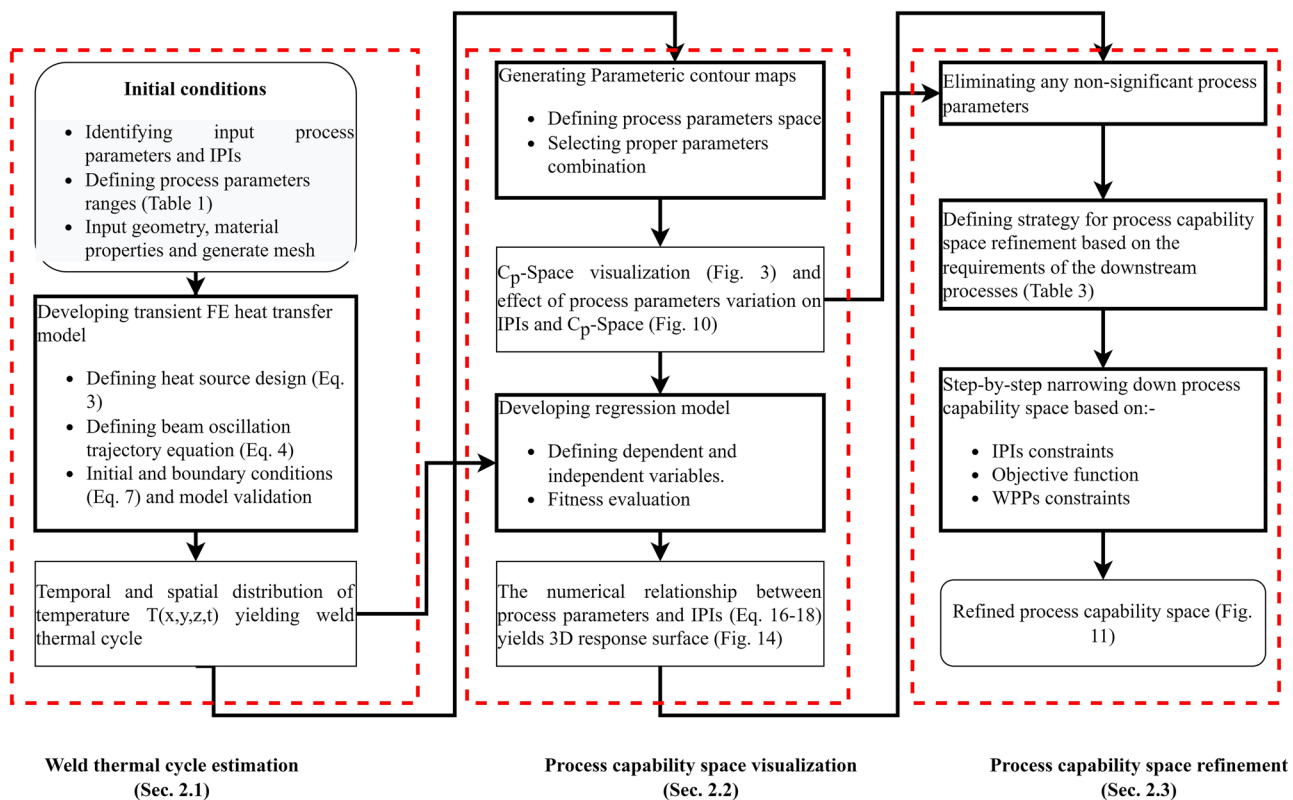 Initial conditions
• Identifying input process
parameters and IPIs
• Defining process parameters
ranges (Table 1)
• Input geometry, material
properties and generate mesh
Developing transient FE heat transfer
model
• Defining heat source design (Eq.
3)
• Defining beam oscillation
trajectory equation (Eq. 4)
• Initial and boundary conditions
(Eq. 7) and model validation
Temporal and spatial distribution of
temperature T(x,y,z,t) yielding weld
thermal cycle
Weld thermal cycle estimation
(Sec. 2.1)
Generating Parameteric contour maps
• Defining process parameters space
• Selecting proper parameters
combination
Cp-Space visualization (Fig. 3) and
effect of process parameters variation on
IPIs and Cp-Space (Fig. 10)
Developing regression model
• Defining dependent and
independent variables.
• Fitness evaluation
The numerical relationship between
process parameters and IPIs (Eq. 16-18)
yields 3D response surface (Fig. 14)
Process capability space visualization
(Sec. 2.2)
Eliminating any non-significant process
parameters
Defining strategy for process capability
space refinement based on the
requirements of the downstream
processes (Table 3)
Step-by-step narrowing down process
capability space based on:-
• IPIs constraints
• Objective function
• WPPs constraints
Refined process capability space (Fig.
11)
Process capability space refinement
(Sec. 2.3)